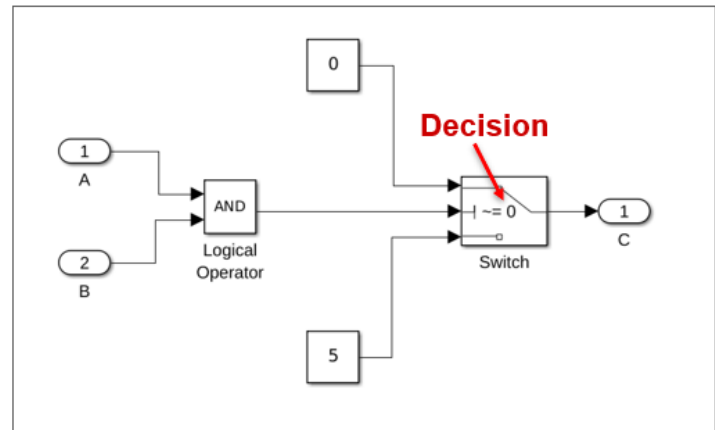 0
Decision
1
A
AND
~= 0
1
C
Logical
Operator
Switch
2
B
5